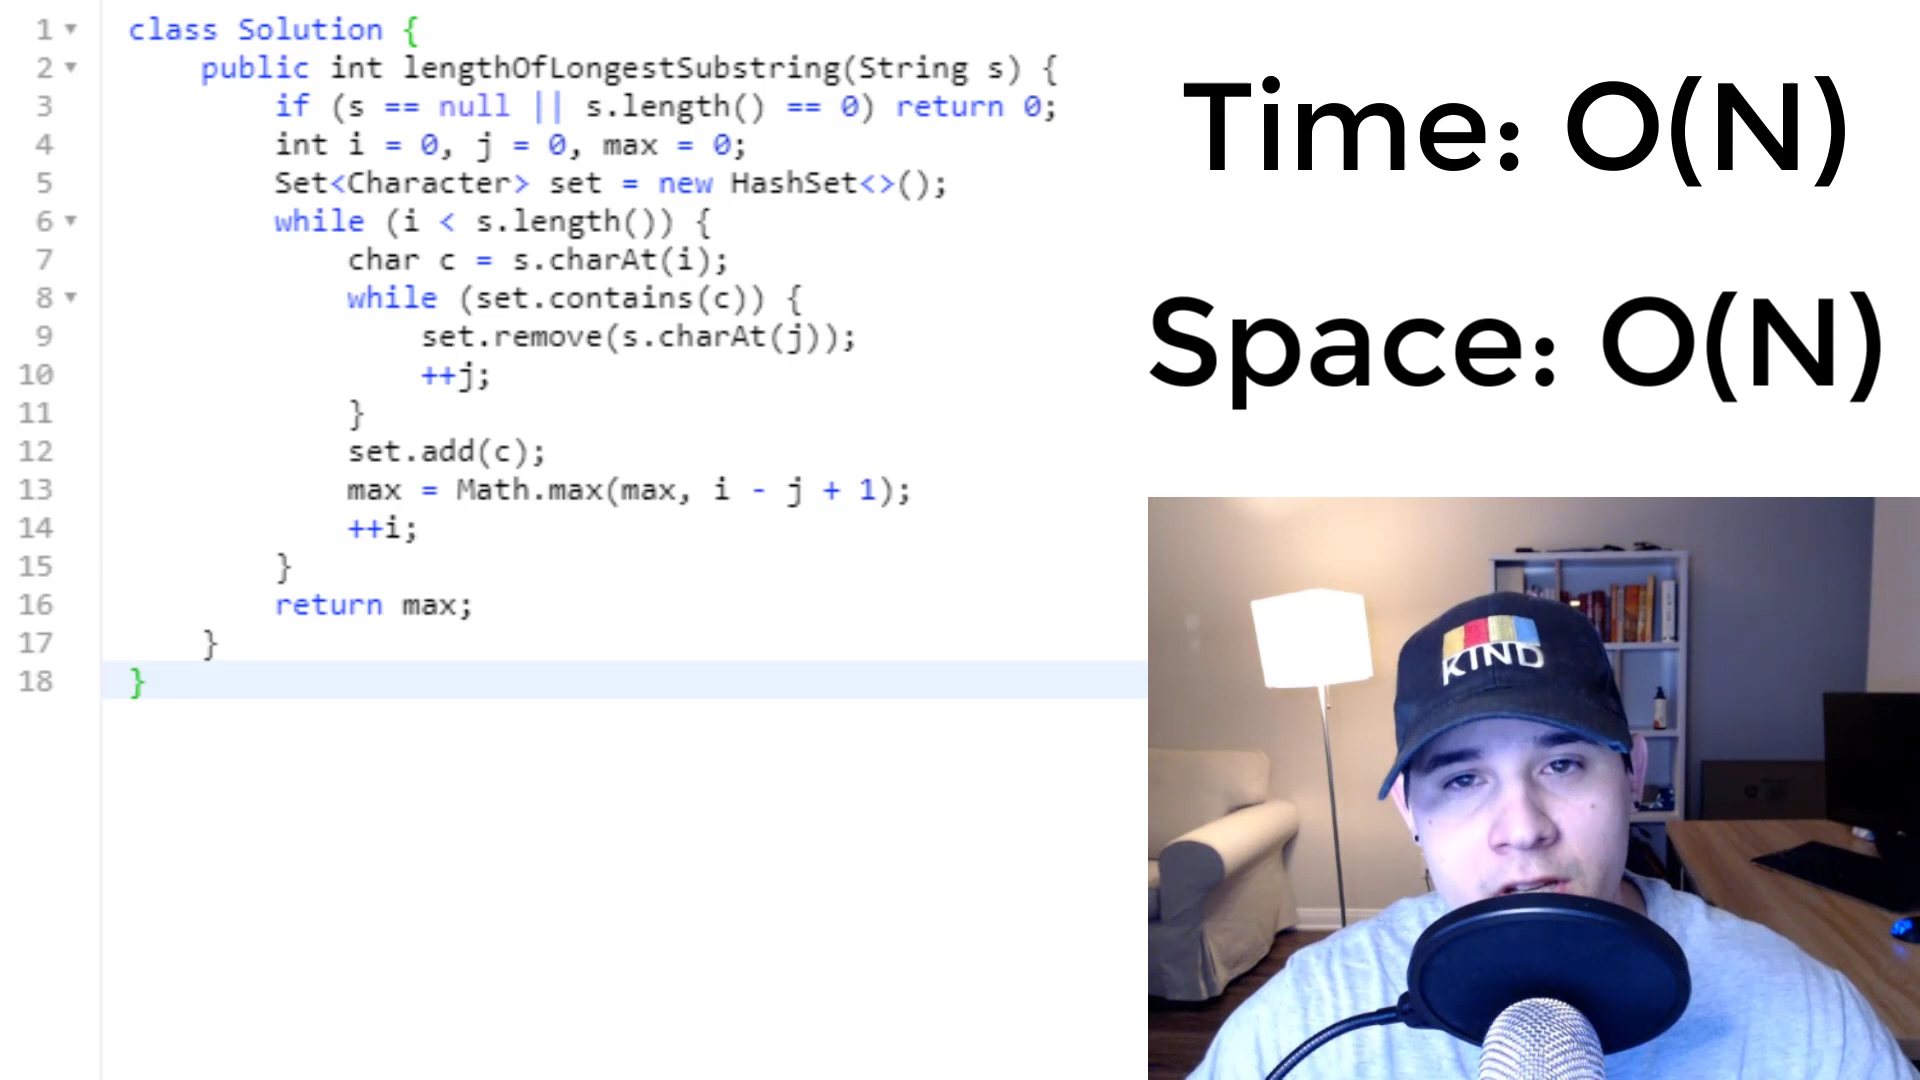 1 class Solution {
2 public int lengthOfLongestSubstring(String s) {
3 if (s == null || s.length() == 0) return 0;
4 int i = 0, j = 0, max = 0;
5 Set<Character> set = new HashSet<>();
6 while (i < s.length()) {
7 char c = s.charAt(i);
8 while (set.contains(c)) {
9 set.remove(s.charAt(j));
10 ++j;
11 }
12 set.add(c);
13 max = Math.max(max, i - j + 1);
14 ++i;
15 }
16 return max;
17 }
18 }
Time: O(N)
Space: O(N)
KIND